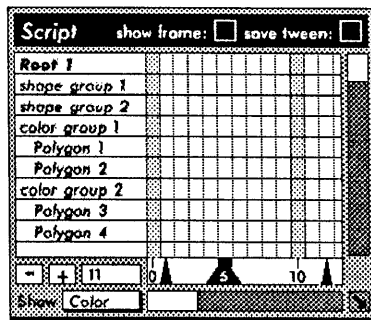 Script show frame: save tween:
Root 1
shape group 1
shape group 2
color group 1
Polygon 1
Polygon 2
color group 2
Polygon 3
Polygon 4
- + 11 0 5 10
Show Color